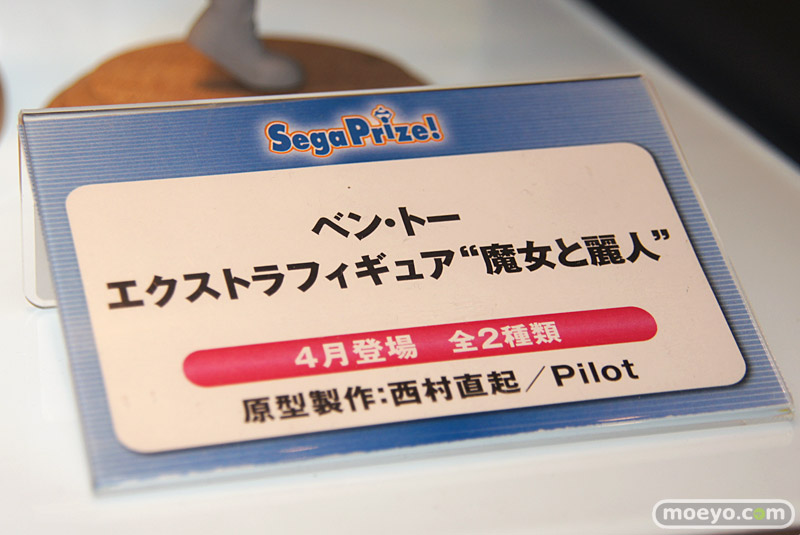 SegaPrize!
ベン・トー
エクストラフィギュア“魔女と麗人”
4月登場　全2種類
原型製作：西村直起／Pilot
moeyo.com